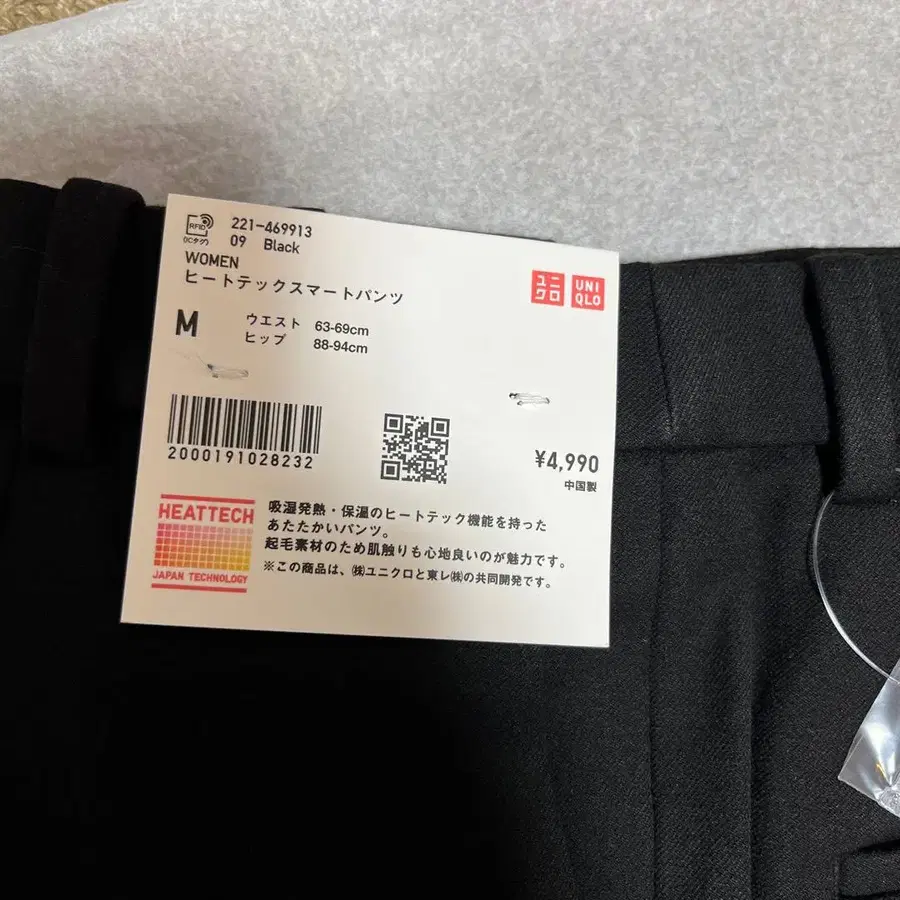 RFID
(ICタグ)
221-469913
09 Black
WOMEN
ヒートテックスマートパンツ
ユニ
クロ
UNI
QLO
M
ウエスト 63-69cm
ヒップ 88-94cm
2000191028232
¥4,990
中国製
HEATTECH
JAPAN TECHNOLOGY
吸湿発熱・保温のヒートテック機能を持った
あたたかいパンツ。
起毛素材のため肌触りも心地良いのが魅力です。
※この商品は、㈱ユニクロと東レ㈱の共同開発です。